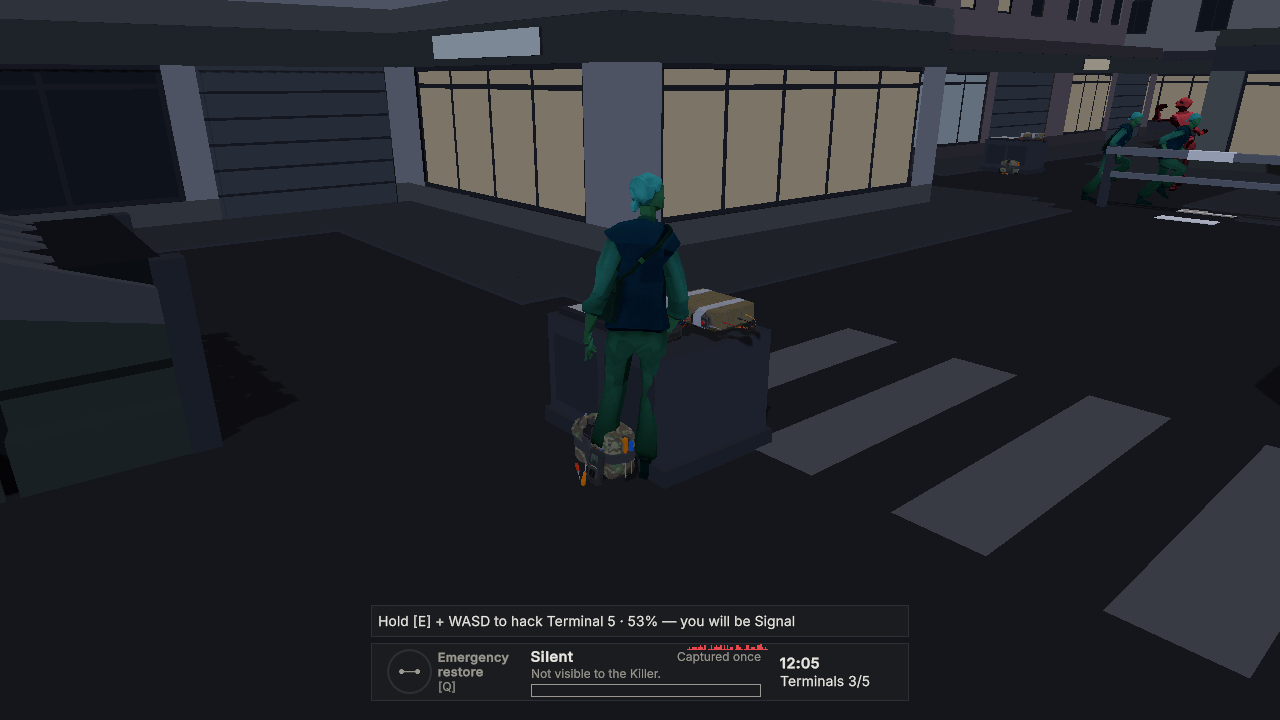 Hold [E] + WASD to hack Terminal 5 · 53% — you will be Signal
Emergency
restore
[Q]
Silent
Captured once
Not visible to the Killer.
12:05
Terminals 3/5